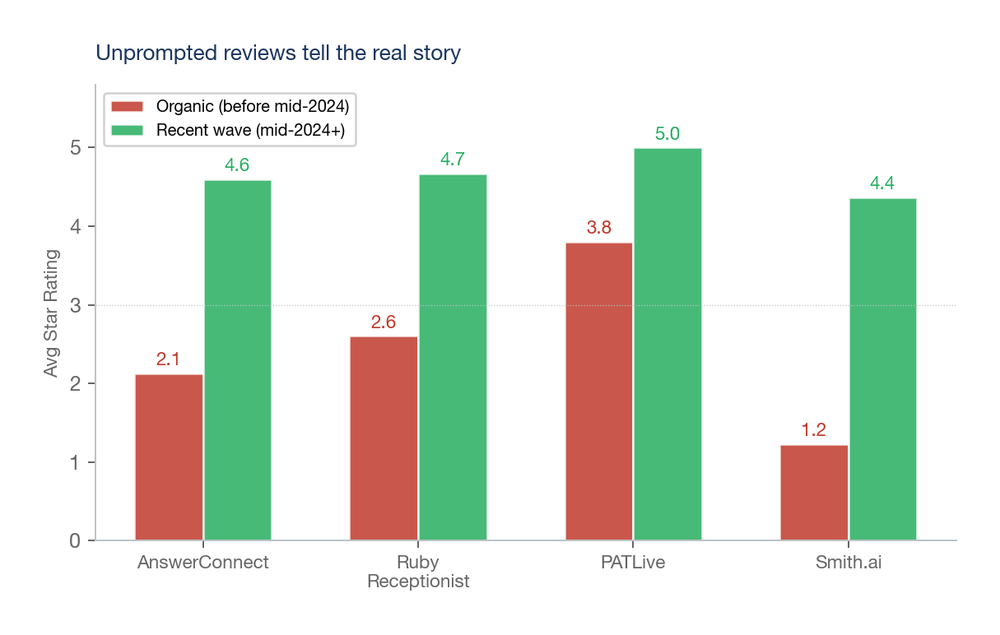 Unprompted reviews tell the real story
Organic (before mid-2024)
Recent wave (mid-2024+)
Avg Star Rating
5
4
3
2
1
0
2.1
4.6
2.6
4.7
3.8
5.0
1.2
4.4
AnswerConnect
Ruby
Receptionist
PATLive
Smith.ai